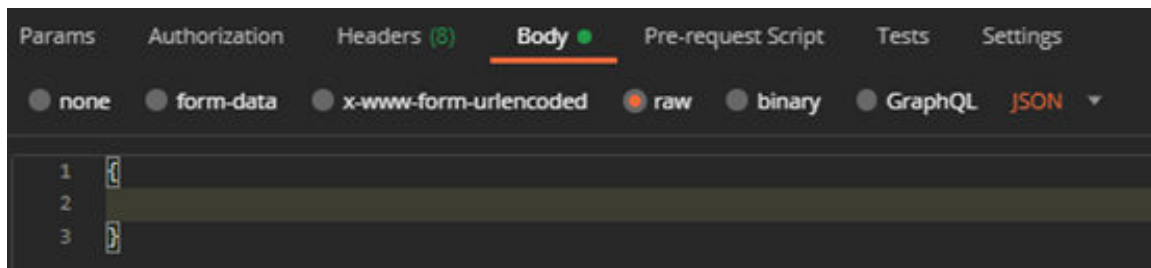 Params Authorization Headers (8) Body Pre-request Script Tests Settings
none form-data x-www-form-urlencoded raw binary GraphQL JSON
1 {
2
3 }